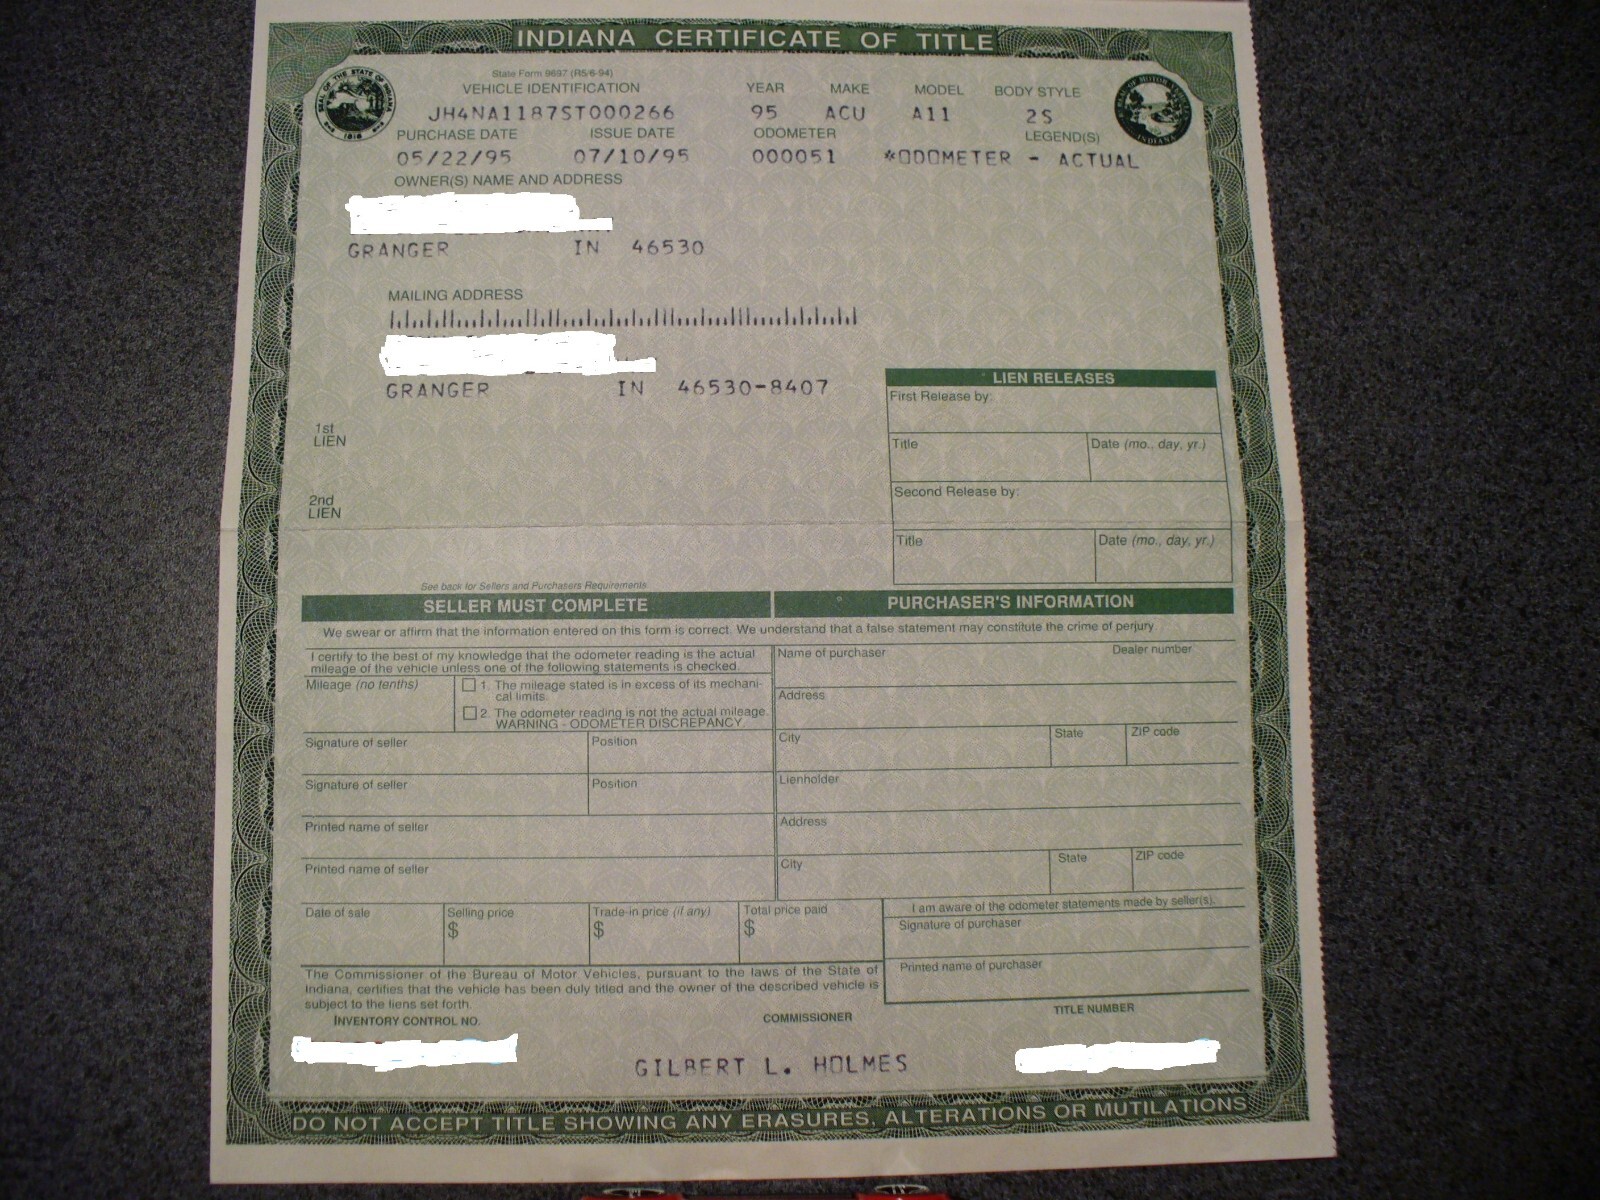 INDIANA CERTIFICATE OF TITLE
State Form 9697 (R5/6-94)
VEHICLE IDENTIFICATION YEAR MAKE MODEL BODY STYLE
JH4NA1187ST000266 95 ACU A11 2S
PURCHASE DATE ISSUE DATE ODOMETER LEGEND(S)
05/22/95 07/10/95 000051 *ODOMETER - ACTUAL
OWNER(S) NAME AND ADDRESS
GRANGER IN 46530
MAILING ADDRESS
GRANGER IN 46530-8407
1st LIEN
2nd LIEN
LIEN RELEASES
First Release by:
Title Date (mo., day, yr.)
Second Release by:
Title Date (mo., day, yr.)
See back for Sellers and Purchasers Requirements
SELLER MUST COMPLETE PURCHASER'S INFORMATION
We swear or affirm that the information entered on this form is correct. We understand that a false statement may constitute the crime of perjury.
I certify to the best of my knowledge that the odometer reading is the actual
mileage of the vehicle unless one of the following statements is checked.
Mileage (no tenths)
1. The mileage stated is in excess of its mechani-
cal limits.
2. The odometer reading is not the actual mileage.
WARNING - ODOMETER DISCREPANCY
Signature of seller Position
Signature of seller Position
Printed name of seller
Printed name of seller
Name of purchaser Dealer number
Address
City State ZIP code
Lienholder
Address
City State ZIP code
Date of sale Selling price Trade-in price (if any) Total price paid
$ $ $
I am aware of the odometer statements made by seller(s).
Signature of purchaser
Printed name of purchaser
The Commissioner of the Bureau of Motor Vehicles, pursuant to the laws of the State of
Indiana, certifies that the vehicle has been duly titled and the owner of the described vehicle is
subject to the liens set forth.
INVENTORY CONTROL NO. COMMISSIONER TITLE NUMBER
GILBERT L. HOLMES
DO NOT ACCEPT TITLE SHOWING ANY ERASURES, ALTERATIONS OR MUTILATIONS